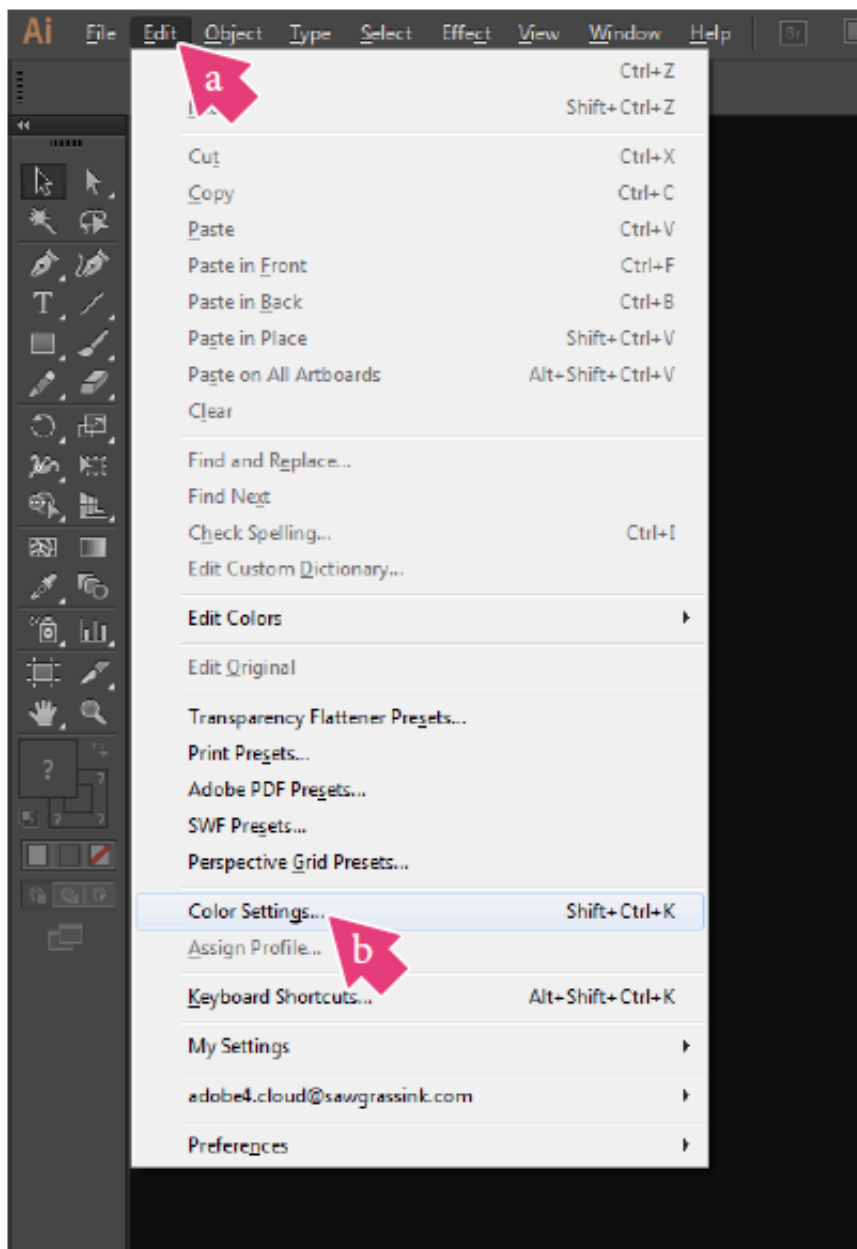 Ai File Edit Object Type Select Effect View Window Help Br
a
Ctrl+Z
Shift+Ctrl+Z
Cut Ctrl+X
Copy Ctrl+C
Paste Ctrl+V
Paste in Front Ctrl+F
Paste in Back Ctrl+B
Paste in Place Shift+Ctrl+V
Paste on All Artboards Alt+Shift+Ctrl+V
Clear
Find and Replace...
Find Next
Check Spelling... Ctrl+I
Edit Custom Dictionary...
Edit Colors
Edit Original
Transparency Flattener Presets...
Print Presets...
Adobe PDF Presets...
SWF Presets...
Perspective Grid Presets...
? ?
? ?
Color Settings... Shift+Ctrl+K
Assign Profile... b
Keyboard Shortcuts... Alt+Shift+Ctrl+K
My Settings
adobe4.cloud@sawgrassink.com
Preferences